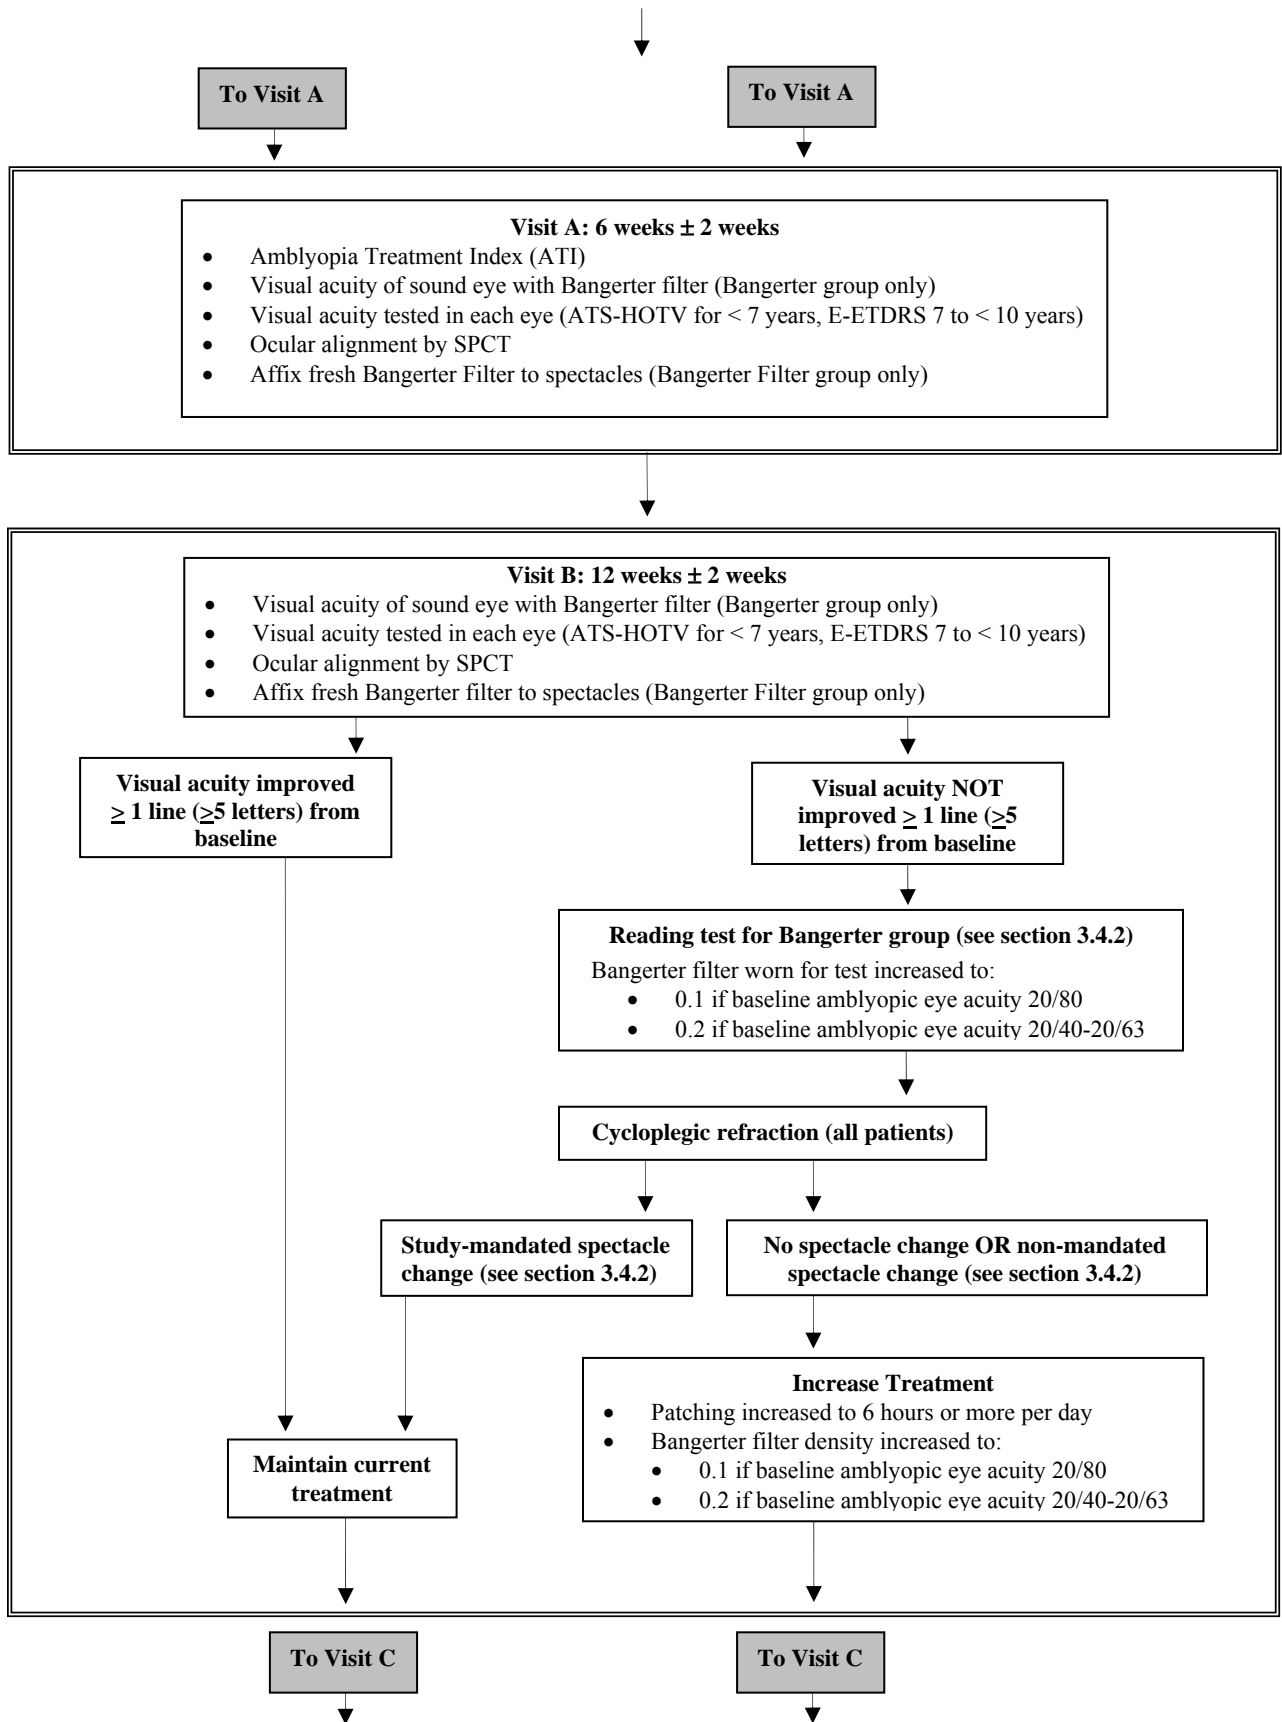 To Visit A
To Visit A
Visit A: 6 weeks ± 2 weeks
• Amblyopia Treatment Index (ATI)
• Visual acuity of sound eye with Bangerter filter (Bangerter group only)
• Visual acuity tested in each eye (ATS-HOTV for < 7 years, E-ETDRS 7 to < 10 years)
• Ocular alignment by SPCT
• Affix fresh Bangerter Filter to spectacles (Bangerter Filter group only)
Visit B: 12 weeks ± 2 weeks
• Visual acuity of sound eye with Bangerter filter (Bangerter group only)
• Visual acuity tested in each eye (ATS-HOTV for < 7 years, E-ETDRS 7 to < 10 years)
• Ocular alignment by SPCT
• Affix fresh Bangerter filter to spectacles (Bangerter Filter group only)
Visual acuity improved
≥ 1 line (≥5 letters) from
baseline
Visual acuity NOT
improved ≥ 1 line (≥5
letters) from baseline
Reading test for Bangerter group (see section 3.4.2)
Bangerter filter worn for test increased to:
• 0.1 if baseline amblyopic eye acuity 20/80
• 0.2 if baseline amblyopic eye acuity 20/40-20/63
Cycloplegic refraction (all patients)
Study-mandated spectacle
change (see section 3.4.2)
No spectacle change OR non-mandated
spectacle change (see section 3.4.2)
Increase Treatment
• Patching increased to 6 hours or more per day
• Bangerter filter density increased to:
• 0.1 if baseline amblyopic eye acuity 20/80
• 0.2 if baseline amblyopic eye acuity 20/40-20/63
Maintain current
treatment
To Visit C
To Visit C